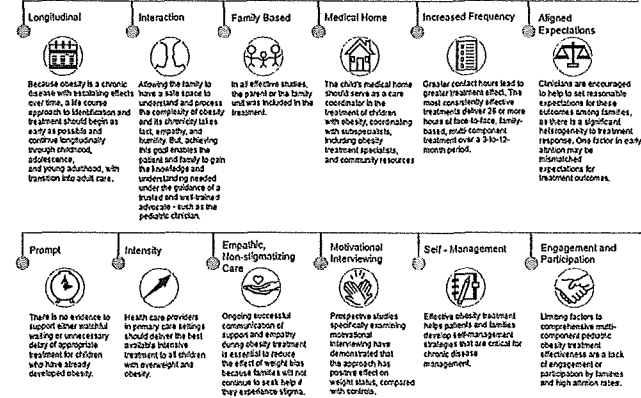 Longitudinal
Because obesity is a chronic
disease with escalating effects
over time, a life course
approach to identification and
treatment should begin as
early as possible and
continue longitudinally
through childhood,
adolescence,
and young adulthood, with
transition into adult care.
Interaction
Allowing the family to
have a safe space to
understand and process
the complexity of obesity
and its chronicity takes
tact, empathy, and
humility. But, achieving
this goal enables the
patient and family to gain
the knowledge and
understanding needed
under the guidance of a
trusted and well-trained
advocate - such as the
pediatric clinician.
Family Based
In all effective studies,
the parent or the family
unit was included in the
treatment.
Medical Home
The child's medical home
should serve as a care
coordinator in the
treatment of children
with obesity, coordinating
with subspecialists,
including obesity
treatment specialists,
and community resources
Increased Frequency
Greater contact hours lead to
greater treatment effect. The
most consistently effective
treatments deliver 26 or more
hours of face-to-face, family-
based, multi-component
treatment over a 3-to-12-
month period.
Aligned
Expectations
Clinicians are encouraged
to help to set reasonable
expectations for these
outcomes among families,
as there is a significant
heterogeneity to treatment
response. One factor in early
attrition may be
mismatched
expectations for
treatment outcomes.
Prompt
There is no evidence to
support either watchful
waiting or unnecessary
delay of appropriate
treatment for children
who have already
developed obesity.
Intensity
Health care providers
in primary care settings
should deliver the best
available intensive
treatment to all children
with overweight and
obesity.
Empathic,
Non-stigmatizing
Care
Ongoing successful
communication of
support and empathy
during obesity treatment
is essential to reduce
the effect of weight bias
because families will not
continue to seek help if
they experience stigma.
Motivational
Interviewing
Prospective studies
specifically examining
motivational
interviewing have
demonstrated that
the approach has
positive effect on
weight status, compared
with controls.
Self - Management
Effective obesity treatment
helps patients and families
develop self-management
strategies that are critical for
chronic disease
management.
Engagement and
Participation
Limiting factors to
comprehensive multi-
component pediatric
obesity treatment
effectiveness are a lack
of engagement or
participation by families
and high attrition rates.